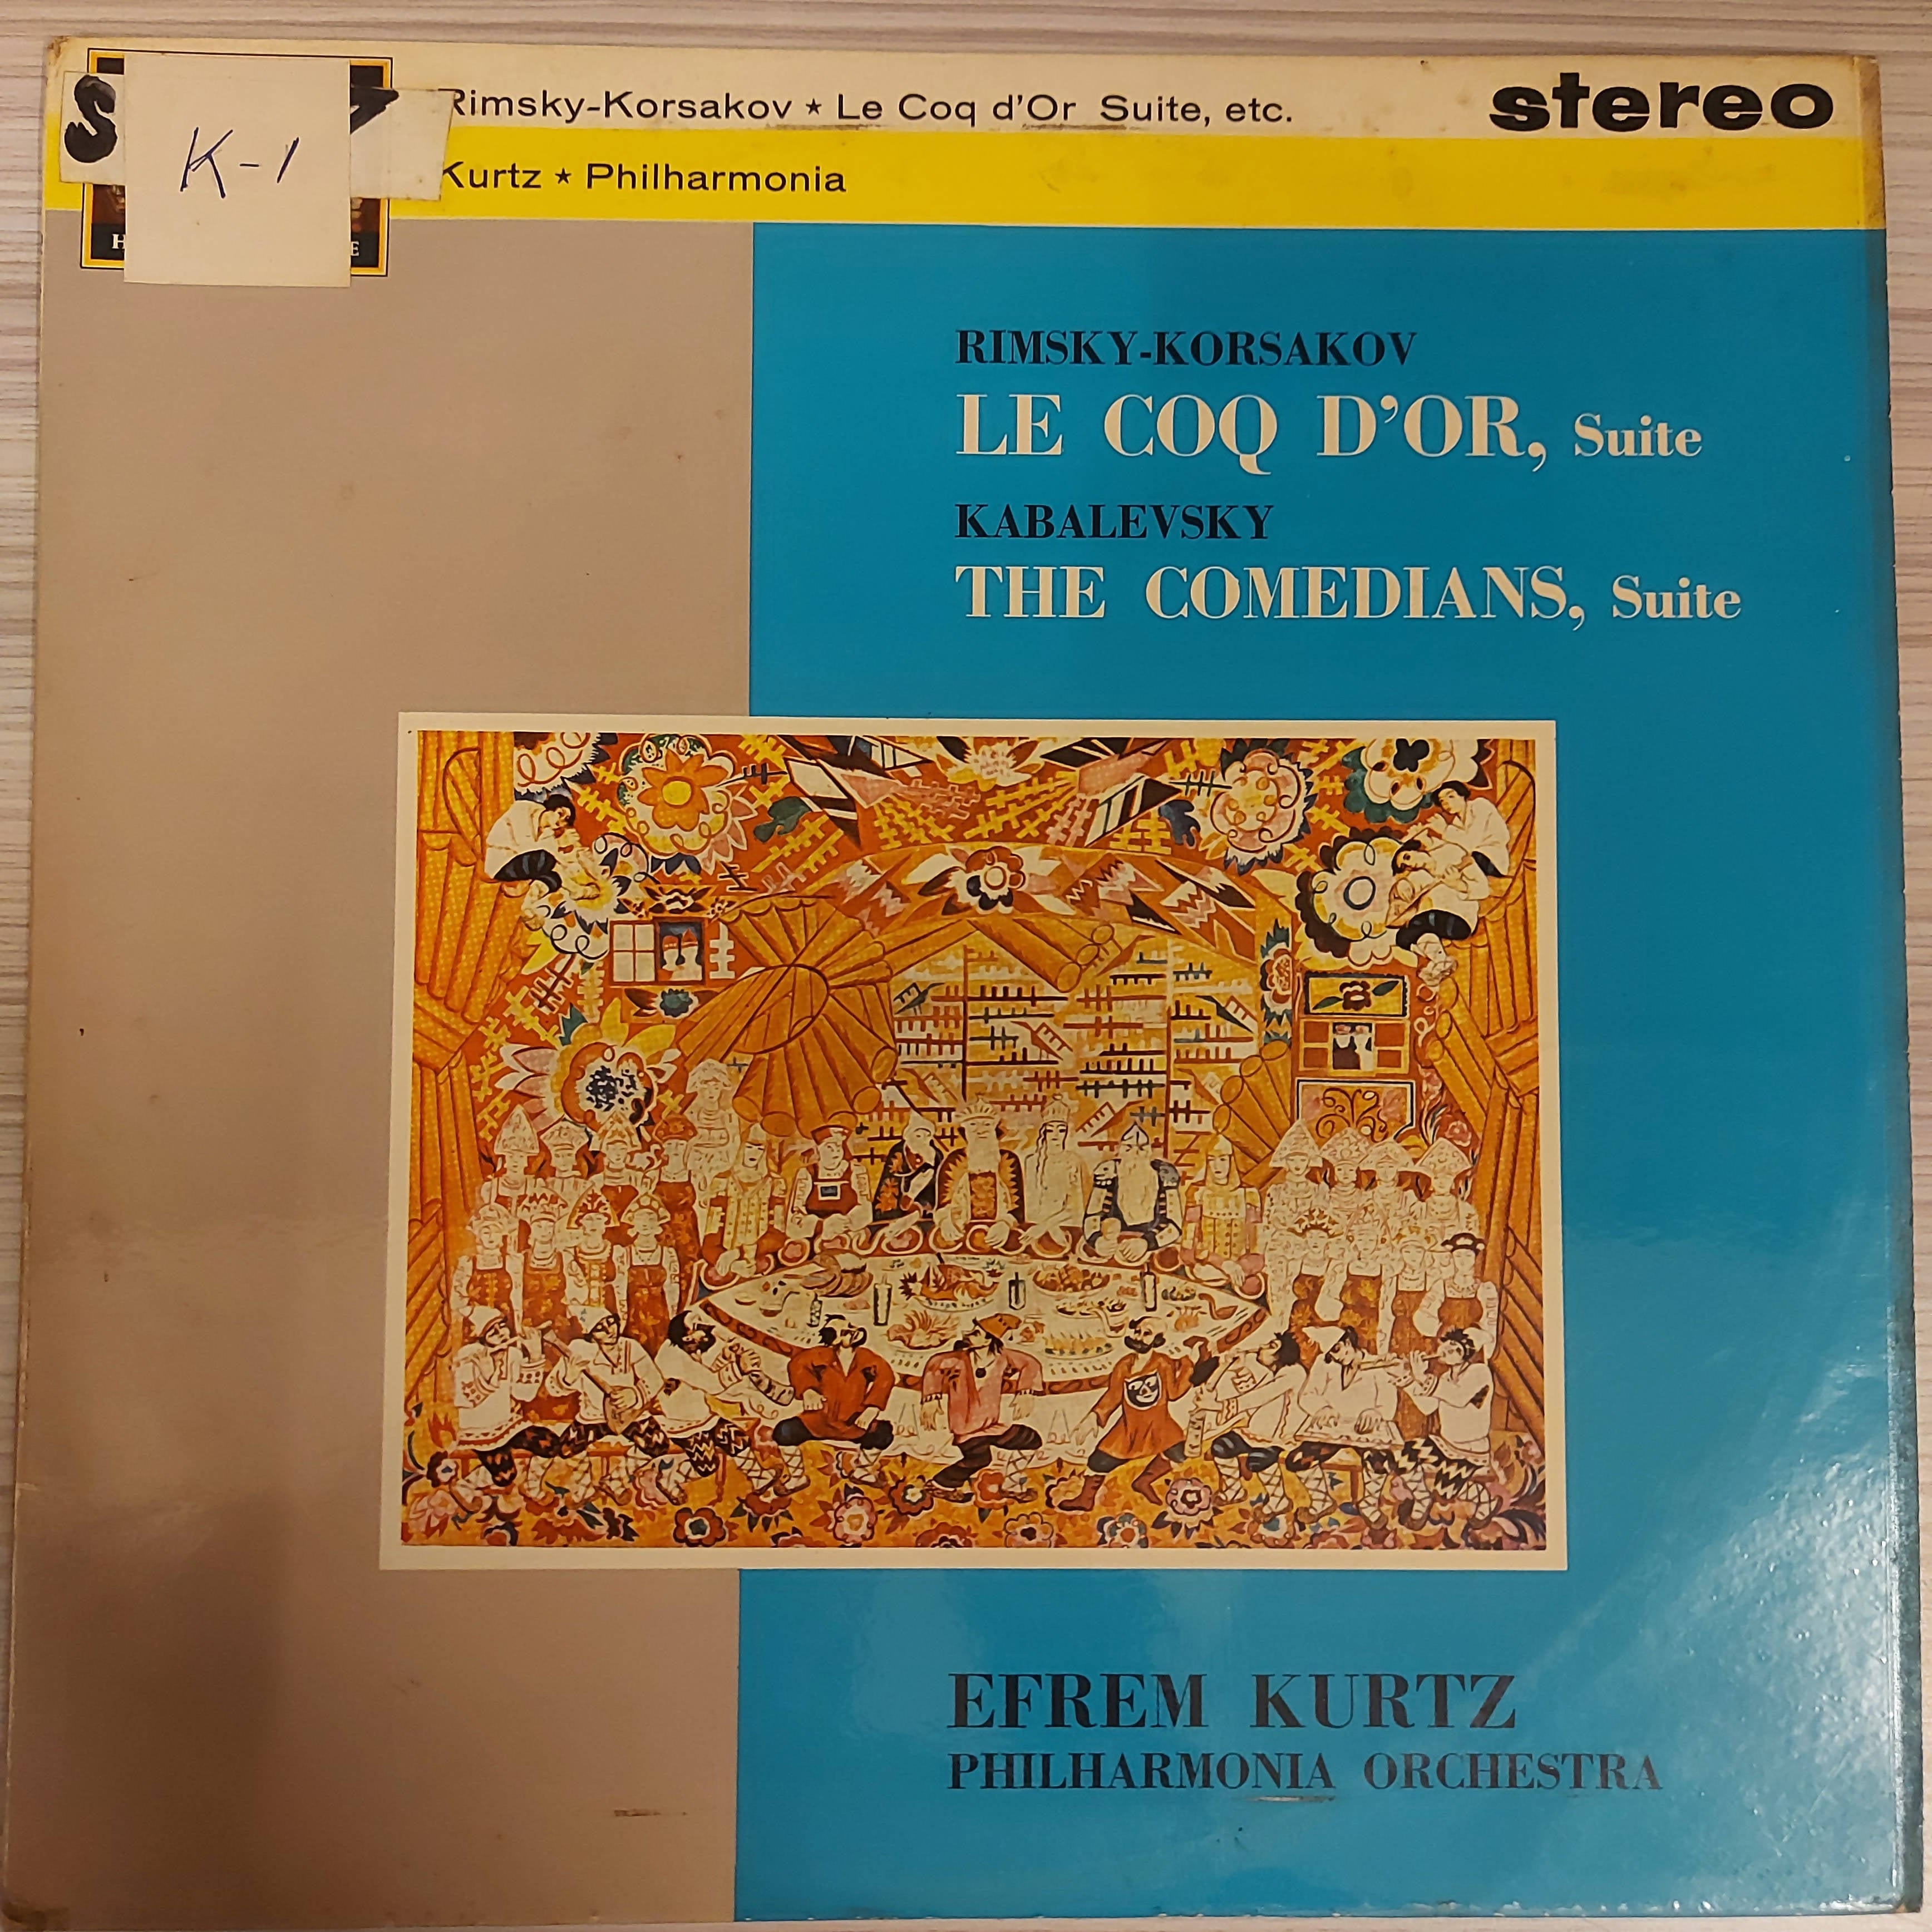 Rimsky-Korsakov ★ Le Coq d'Or Suite, etc.
stereo
K-1
Kurtz ★ Philharmonia
RIMSKY-KORSAKOV
LE COQ D'OR, Suite
KABALEVSKY
THE COMEDIANS, Suite
EFREM KURTZ
PHILHARMONIA ORCHESTRA